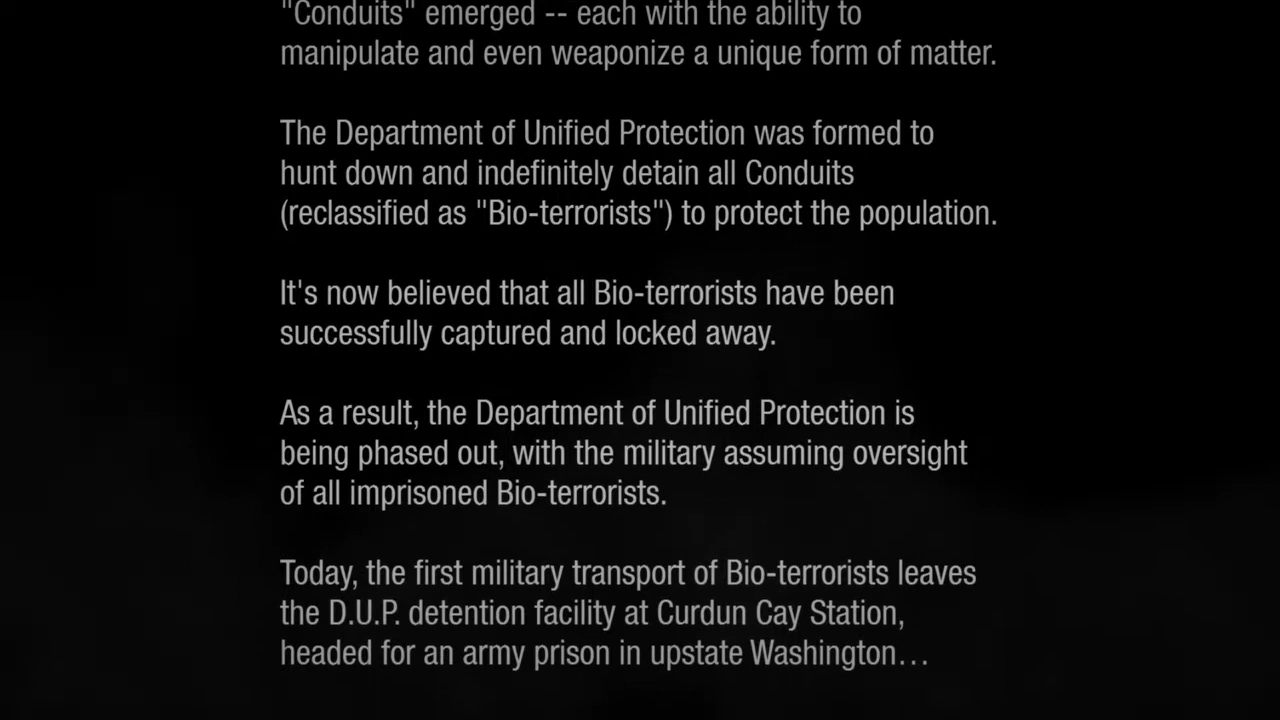 "Conduits" emerged -- each with the ability to
manipulate and even weaponize a unique form of matter.
The Department of Unified Protection was formed to
hunt down and indefinitely detain all Conduits
(reclassified as "Bio-terrorists") to protect the population.
It's now believed that all Bio-terrorists have been
successfully captured and locked away.
As a result, the Department of Unified Protection is
being phased out, with the military assuming oversight
of all imprisoned Bio-terrorists.
Today, the first military transport of Bio-terrorists leaves
the D.U.P. detention facility at Curdun Cay Station,
headed for an army prison in upstate Washington…